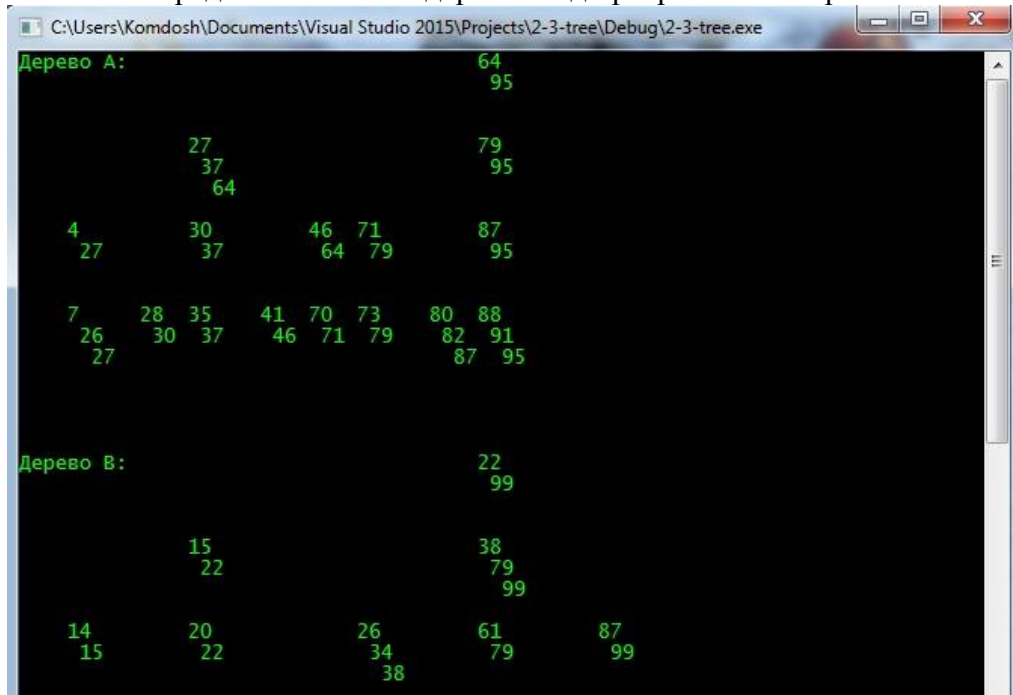 C:\Users\Komdosh\Documents\Visual Studio 2015\Projects\2-3-tree\Debug\2-3-tree.exe
Дерево A: 64
95
27 79
37 95
64
4 30 46 71 87
27 37 64 79 95
7 28 35 41 70 73 80 88
26 30 37 46 71 79 82 91
27 87 95
Дерево B: 22
99
15 38
22 79
99
14 20 26 61 87
15 22 34 79 99
38